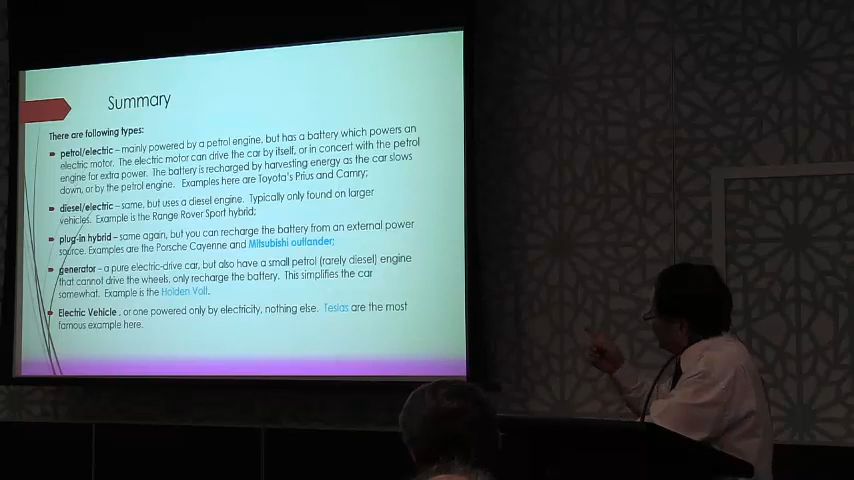 Summary
There are following types:
petrol/electric – mainly powered by a petrol engine, but has a battery which powers an
electric motor. The electric motor can drive the car by itself, or in concert with the petrol
engine for extra power. The battery is recharged by harvesting energy as the car slows
down, or by the petrol engine. Examples here are Toyota's Prius and Camry;
diesel/electric – same, but uses a diesel engine. Typically only found on larger
vehicles. Example is the Range Rover Sport hybrid;
plug-in hybrid – same again, but you can recharge the battery from an external power
source. Examples are the Porsche Cayenne and Mitsubishi outlander;
generator – a pure electric-drive car, but also have a small petrol (rarely diesel) engine
that cannot drive the wheels, only recharge the battery. This simplifies the car
somewhat. Example is the Holden Volt.
Electric Vehicle , or one powered only by electricity, nothing else. Teslas are the most
famous example here.